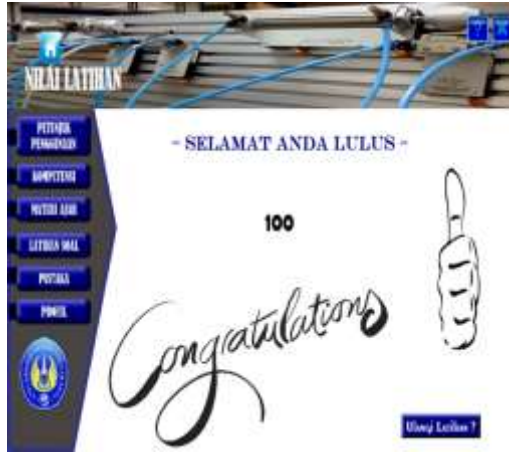 ?
X
NILAI LATIHAN
PETUNJUK
PENGGUNAAN
KOMPETENSI
MATERI AJAR
LATIHAN SOAL
PUSTAKA
PROFIL
~ SELAMAT ANDA LULUS ~
100
Congratulations
Ulangi Latihan ?